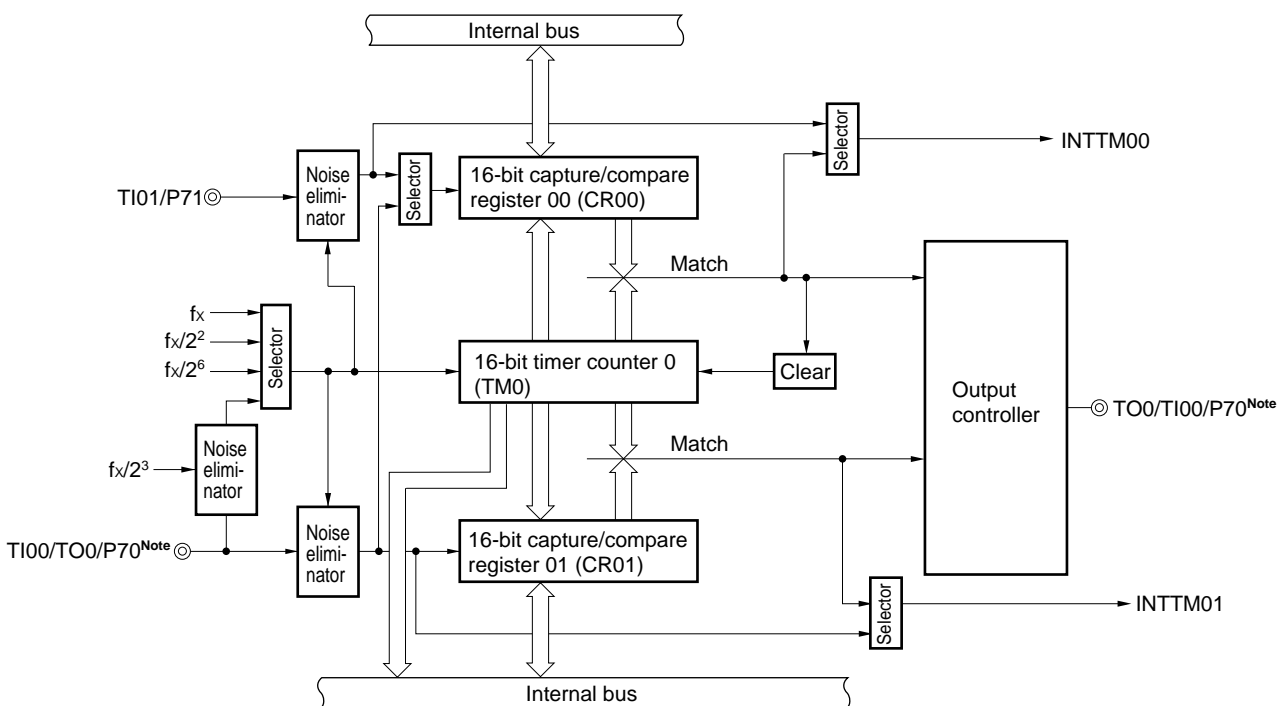 Internal bus
INTTM00
Selector
TI01/P71
Noise
elimi-
nator
Selector
16-bit capture/compare
register 00 (CR00)
Match
fX
fX/2²
fX/2⁶
Selector
16-bit timer counter 0
(TM0)
Clear
Output
controller
TO0/TI00/P70Note
fX/2³
Noise
elimi-
nator
Match
TI00/TO0/P70Note
Noise
elimi-
nator
16-bit capture/compare
register 01 (CR01)
Selector
INTTM01
Internal bus